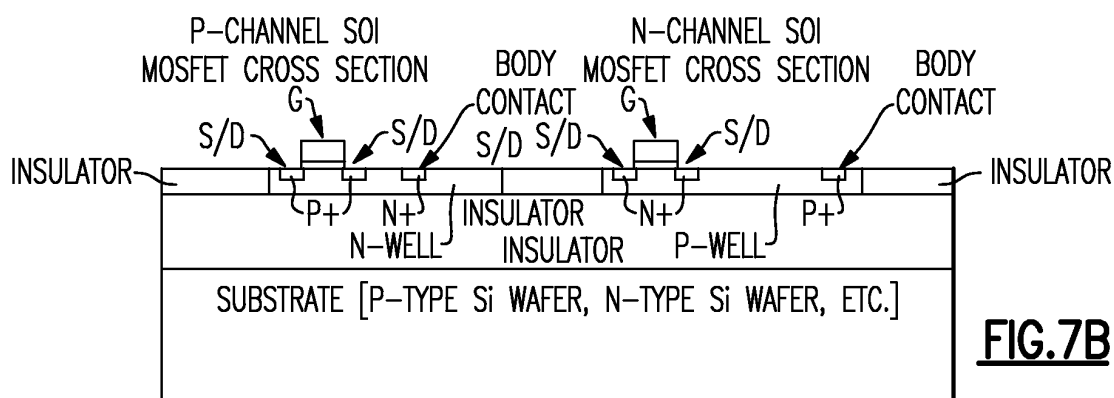 P-CHANNEL SOI
MOSFET CROSS SECTION
BODY
CONTACT
N-CHANNEL SOI
MOSFET CROSS SECTION
BODY
CONTACT
G
S/D
S/D
S/D
S/D
G
S/D
INSULATOR
INSULATOR
P+
N+
INSULATOR
N+
P+
N-WELL
INSULATOR
P-WELL
SUBSTRATE [P-TYPE Si WAFER, N-TYPE Si WAFER, ETC.]
FIG.7B